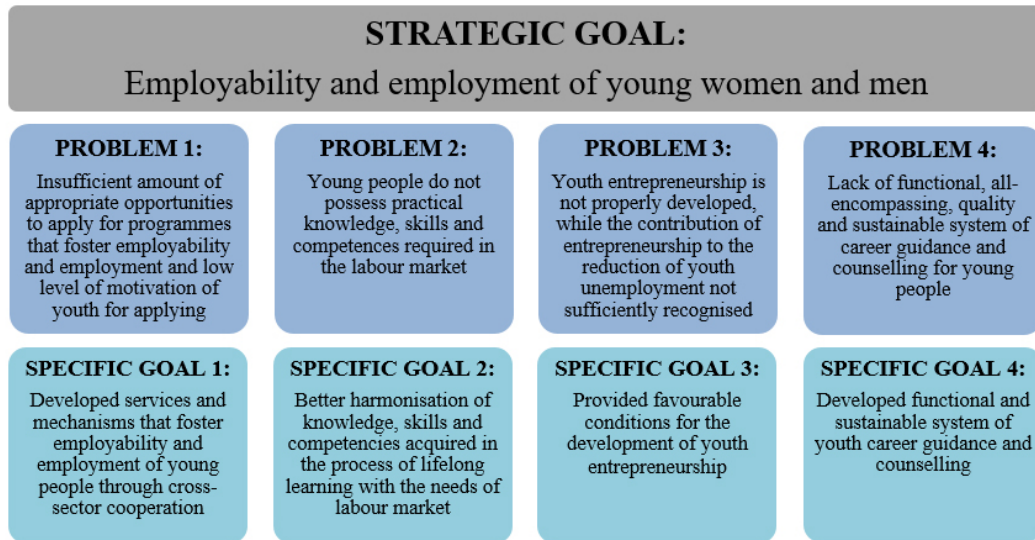 STRATEGIC GOAL:
Employability and employment of young women and men
PROBLEM 1:
Insufficient amount of
appropriate opportunities
to apply for programmes
that foster employability
and employment and low
level of motivation of
youth for applying
PROBLEM 2:
Young people do not
possess practical
knowledge, skills and
competences required in
the labour market
PROBLEM 3:
Youth entrepreneurship is
not properly developed,
while the contribution of
entrepreneurship to the
reduction of youth
unemployment not
sufficiently recognised
PROBLEM 4:
Lack of functional, all-
encompassing, quality
and sustainable system of
career guidance and
counselling for young
people
SPECIFIC GOAL 1:
Developed services and
mechanisms that foster
employability and
employment of young
people through cross-
sector cooperation
SPECIFIC GOAL 2:
Better harmonisation of
knowledge, skills and
competencies acquired in
the process of lifelong
learning with the needs of
labour market
SPECIFIC GOAL 3:
Provided favourable
conditions for the
development of youth
entrepreneurship
SPECIFIC GOAL 4:
Developed functional and
sustainable system of
youth career guidance and
counselling